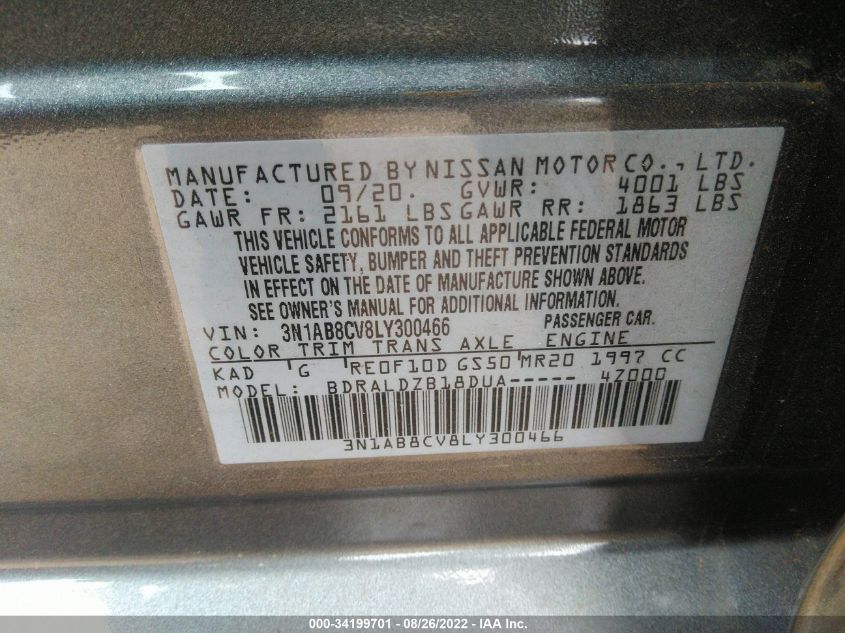 MANUFACTURED BY NISSAN MOTOR CO., LTD.
DATE: 09/20. GVWR: 4001 LBS
GAWR FR: 2161 LBS GAWR RR: 1863 LBS
THIS VEHICLE CONFORMS TO ALL APPLICABLE FEDERAL MOTOR
VEHICLE SAFETY, BUMPER AND THEFT PREVENTION STANDARDS
IN EFFECT ON THE DATE OF MANUFACTURE SHOWN ABOVE.
SEE OWNER'S MANUAL FOR ADDITIONAL INFORMATION.
VIN: 3N1AB8CV8LY300466 PASSENGER CAR.
COLOR TRIM TRANS AXLE ENGINE
KAD G RE0F10D GS50 MR20 1997 CC
MODEL: BDRALDZB18DUA----- 4Z000
3N1AB8CV8LY300466
000-34199701 - 08/26/2022 - IAA Inc.